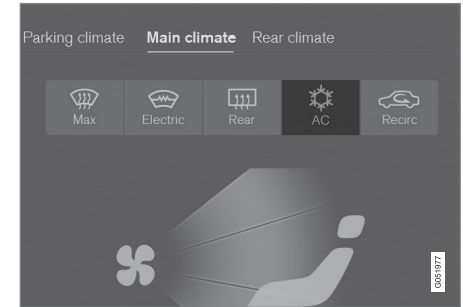 Parking climate Main climate Rear climate
Max Electric Rear AC Recirc
G051977